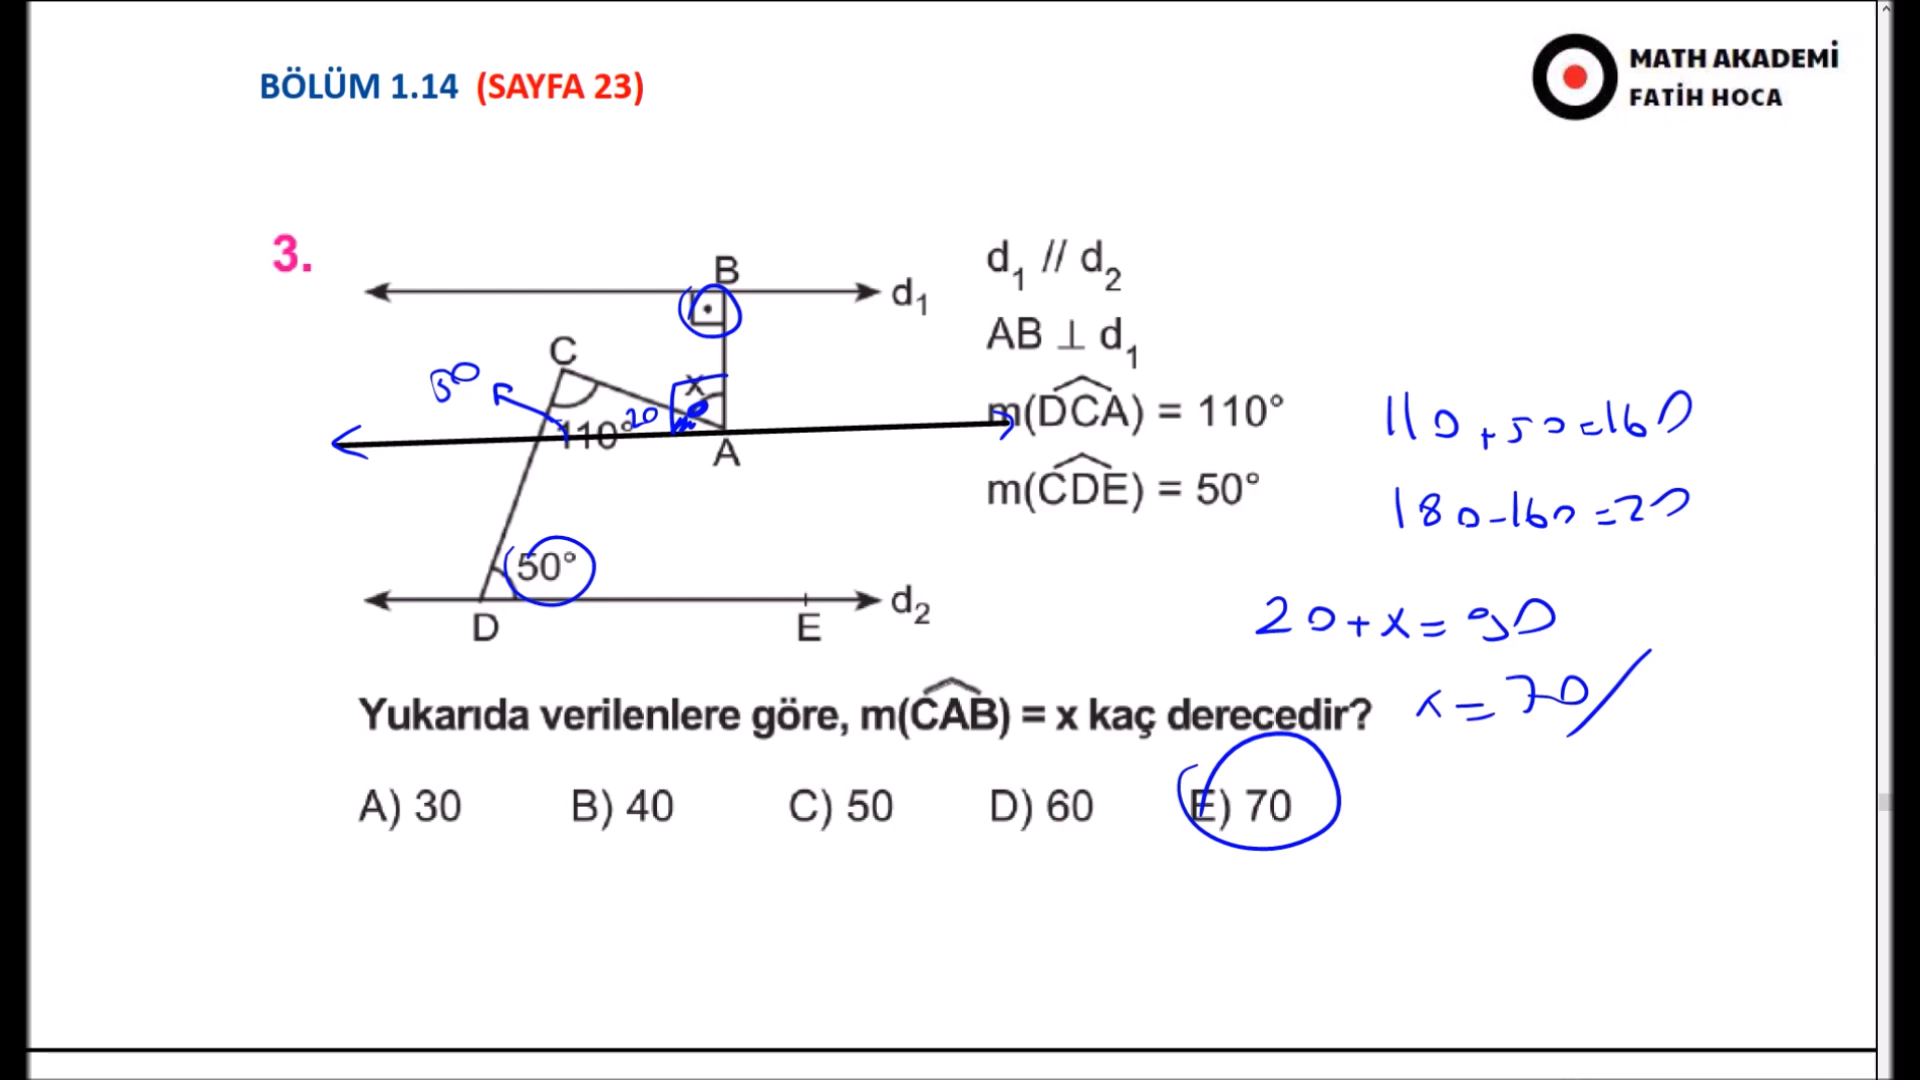 BÖLÜM 1.14 (SAYFA 23)
MATH AKADEMİ
FATİH HOCA
3.
B
d₁
C
x
110°
20
50
A
50°
D
E
d₂
d₁ // d₂
AB ⊥ d₁
m(DCA) = 110°
m(CDE) = 50°
110+50=160
180-160=20
20+x=90
x=70
Yukarıda verilenlere göre, m(CAB) = x kaç derecedir?
A) 30 B) 40 C) 50 D) 60 E) 70